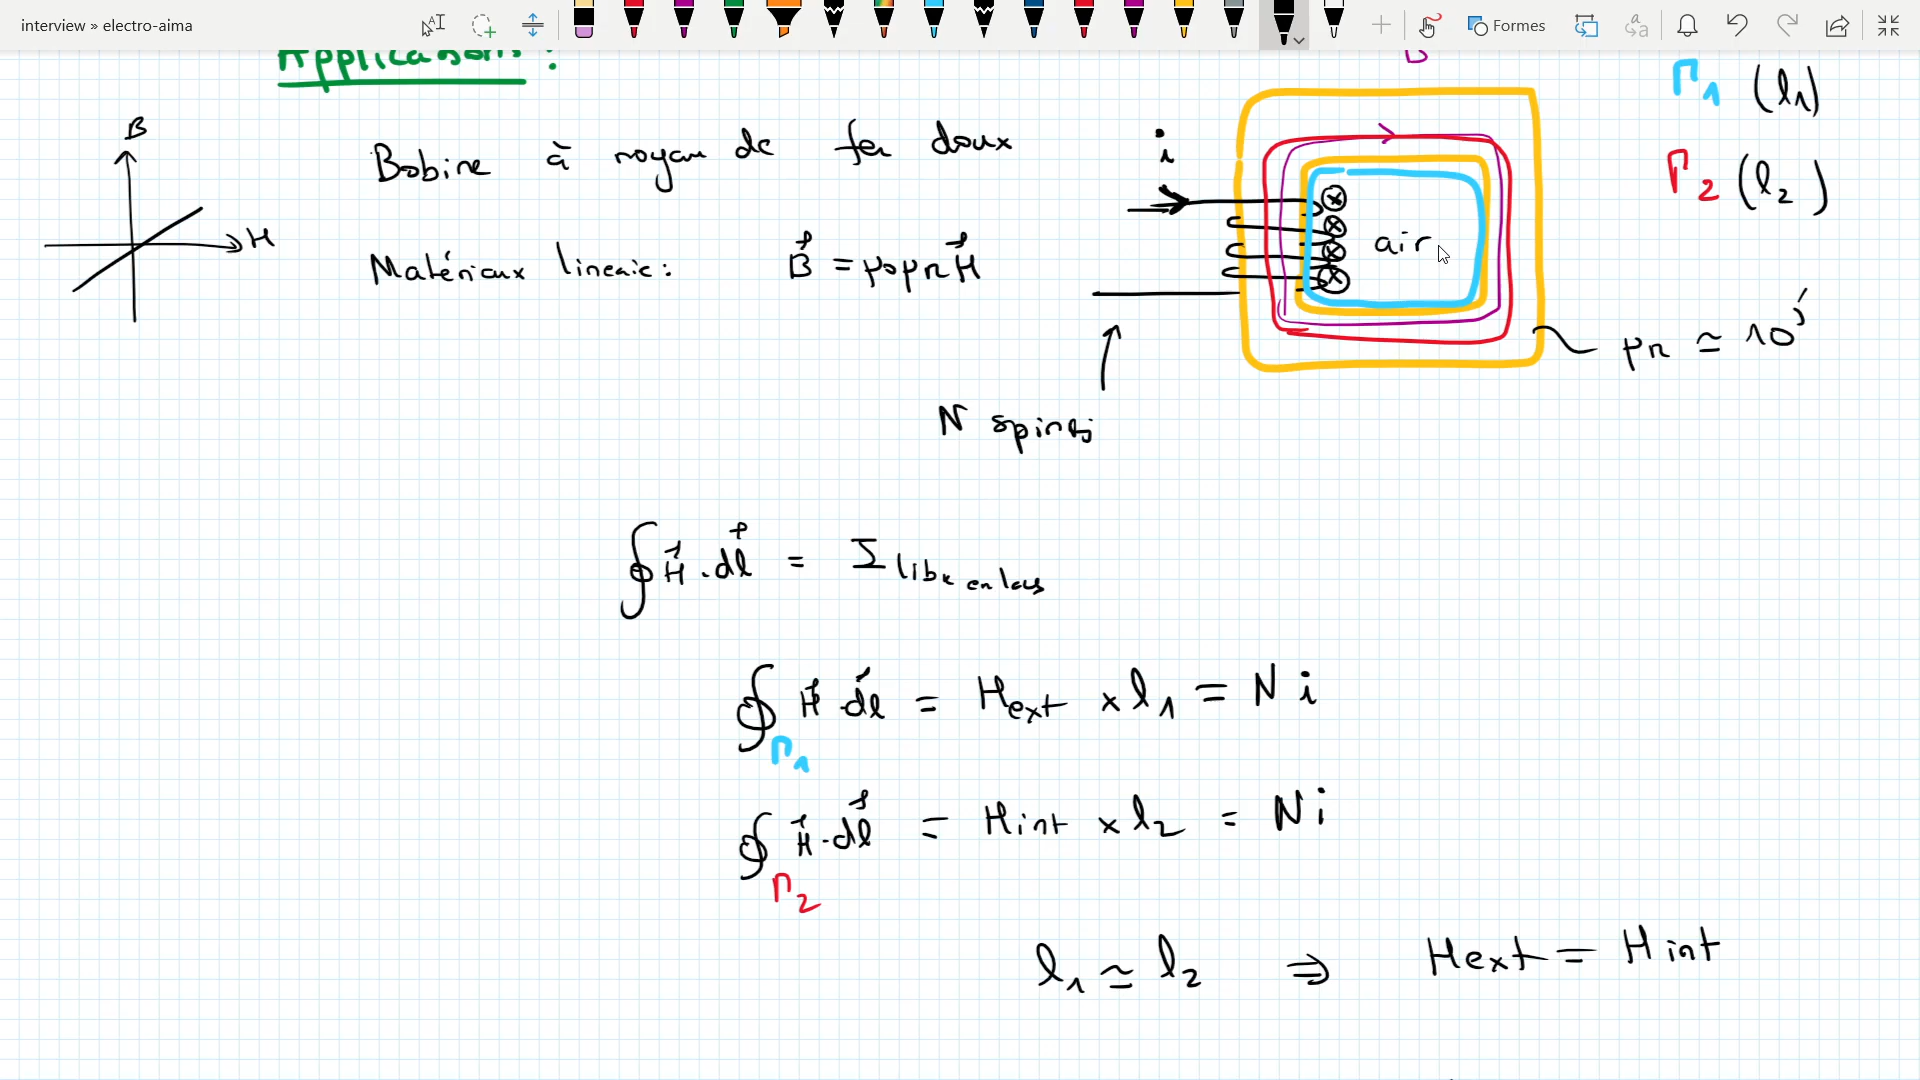 interview » electro-aima
Formes
Applications :
B
Γ1 (l1)
B
i
Bobine à noyau de fer doux
Γ2 (l2)
H
air
Matériaux linéaire : B⃗ = μ0μr H⃗
μr ≃ 10⁵
N spires
∮ H⃗ . dl⃗ = I libre enlacés
∮Γ1 H⃗ . dl⃗ = Hext × l1 = N i
∮Γ2 H⃗ . dl⃗ = Hint × l2 = N i
l1 ≃ l2 ⇒ Hext = Hint